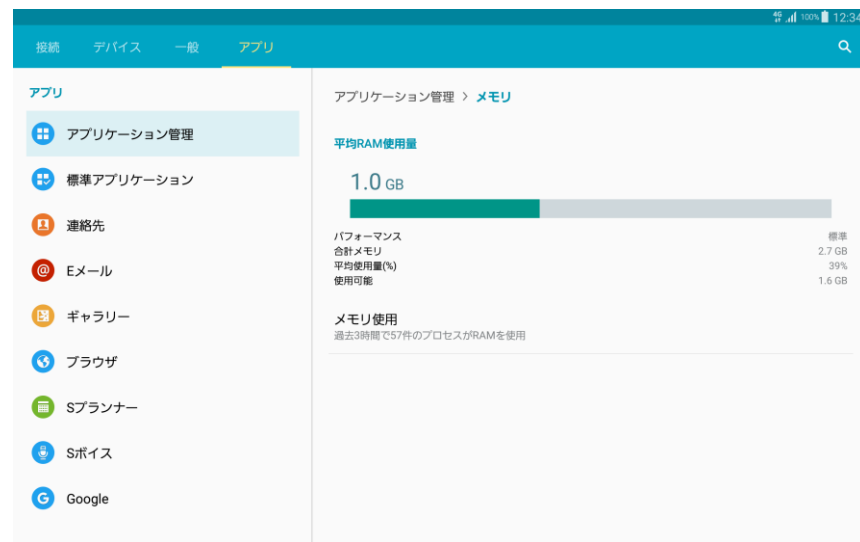 4G 100% 12:34
接続 デバイス 一般 アプリ
アプリ
アプリケーション管理
標準アプリケーション
連絡先
Eメール
ギャラリー
ブラウザ
Sプランナー
Sボイス
Google
アプリケーション管理 > メモリ
平均RAM使用量
1.0 GB
パフォーマンス 標準
合計メモリ 2.7 GB
平均使用量(%) 39%
使用可能 1.6 GB
メモリ使用
過去3時間で57件のプロセスがRAMを使用